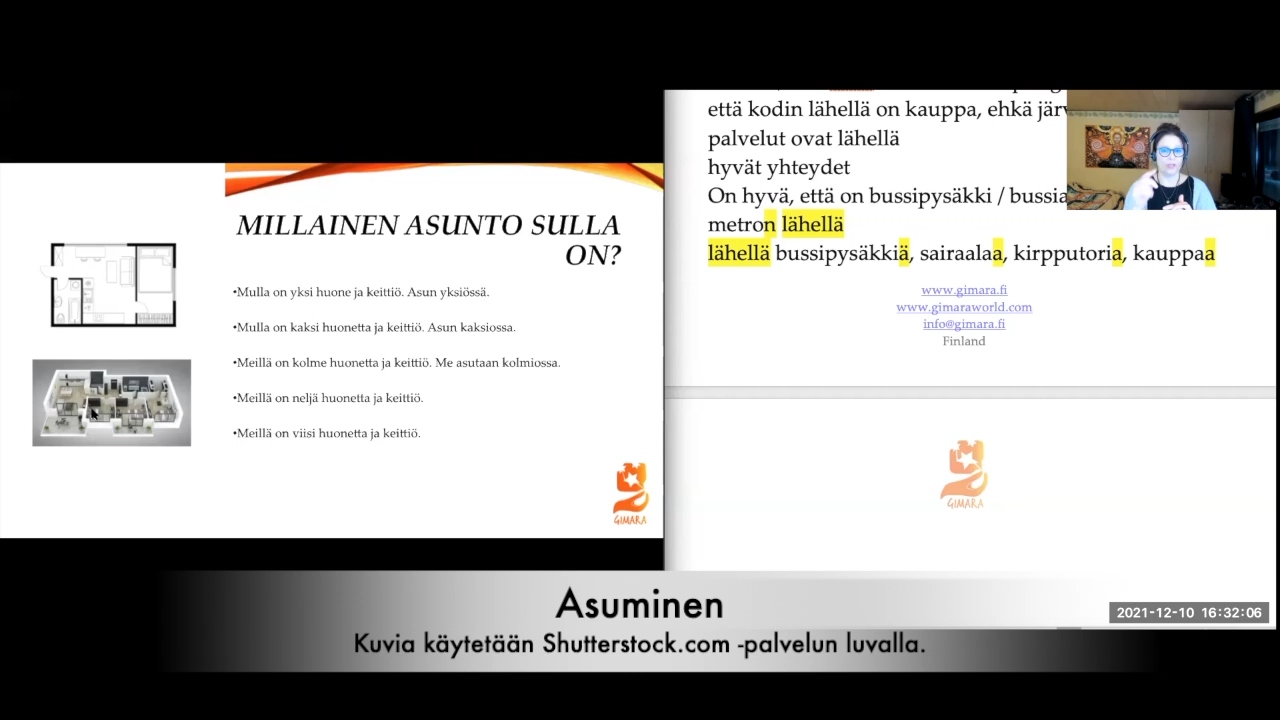 MILLAINEN ASUNTO SULLA
ON?
•Mulla on yksi huone ja keittiö. Asun yksiössä.
•Mulla on kaksi huonetta ja keittiö. Asun kaksiossa.
•Meillä on kolme huonetta ja keittiö. Me asutaan kolmiossa.
•Meillä on neljä huonetta ja keittiö.
•Meillä on viisi huonetta ja keittiö.
GIMARA
että kodin lähellä on kauppa, ehkä
palvelut ovat lähellä
hyvät yhteydet
On hyvä, että on bussipysäkki /
metron lähellä
lähellä bussipysäkkiä, sairaalaa, kirpputoria, kauppaa
www.gimara.fi
www.gimaraworld.com
info@gimara.fi
Finland
GIMARA
2021-12-10 16:32:06
Asuminen
Kuvia käytetään Shutterstock.com -palvelun luvalla.